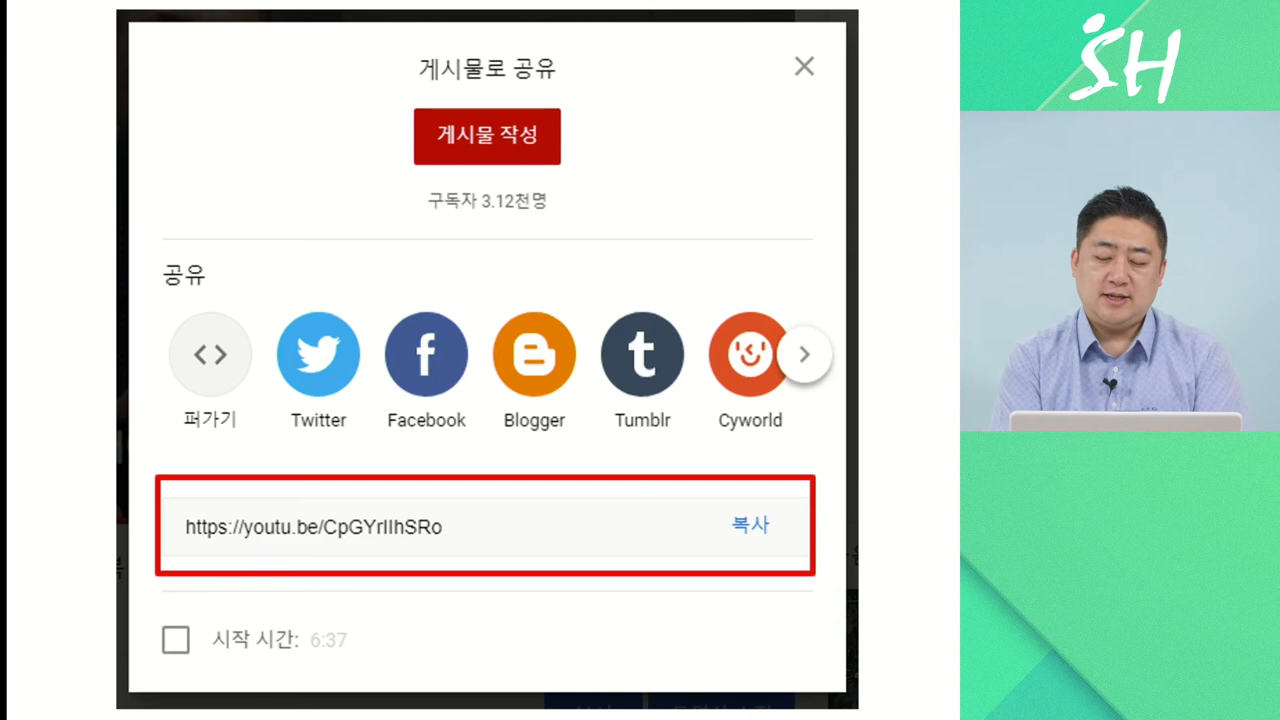 SH
게시물로 공유
게시물 작성
구독자 3.12천명
공유
퍼가기
Twitter
Facebook
Blogger
Tumblr
Cyworld
https://youtu.be/CpGYrIIhSRo
복사
시작 시간: 6:37